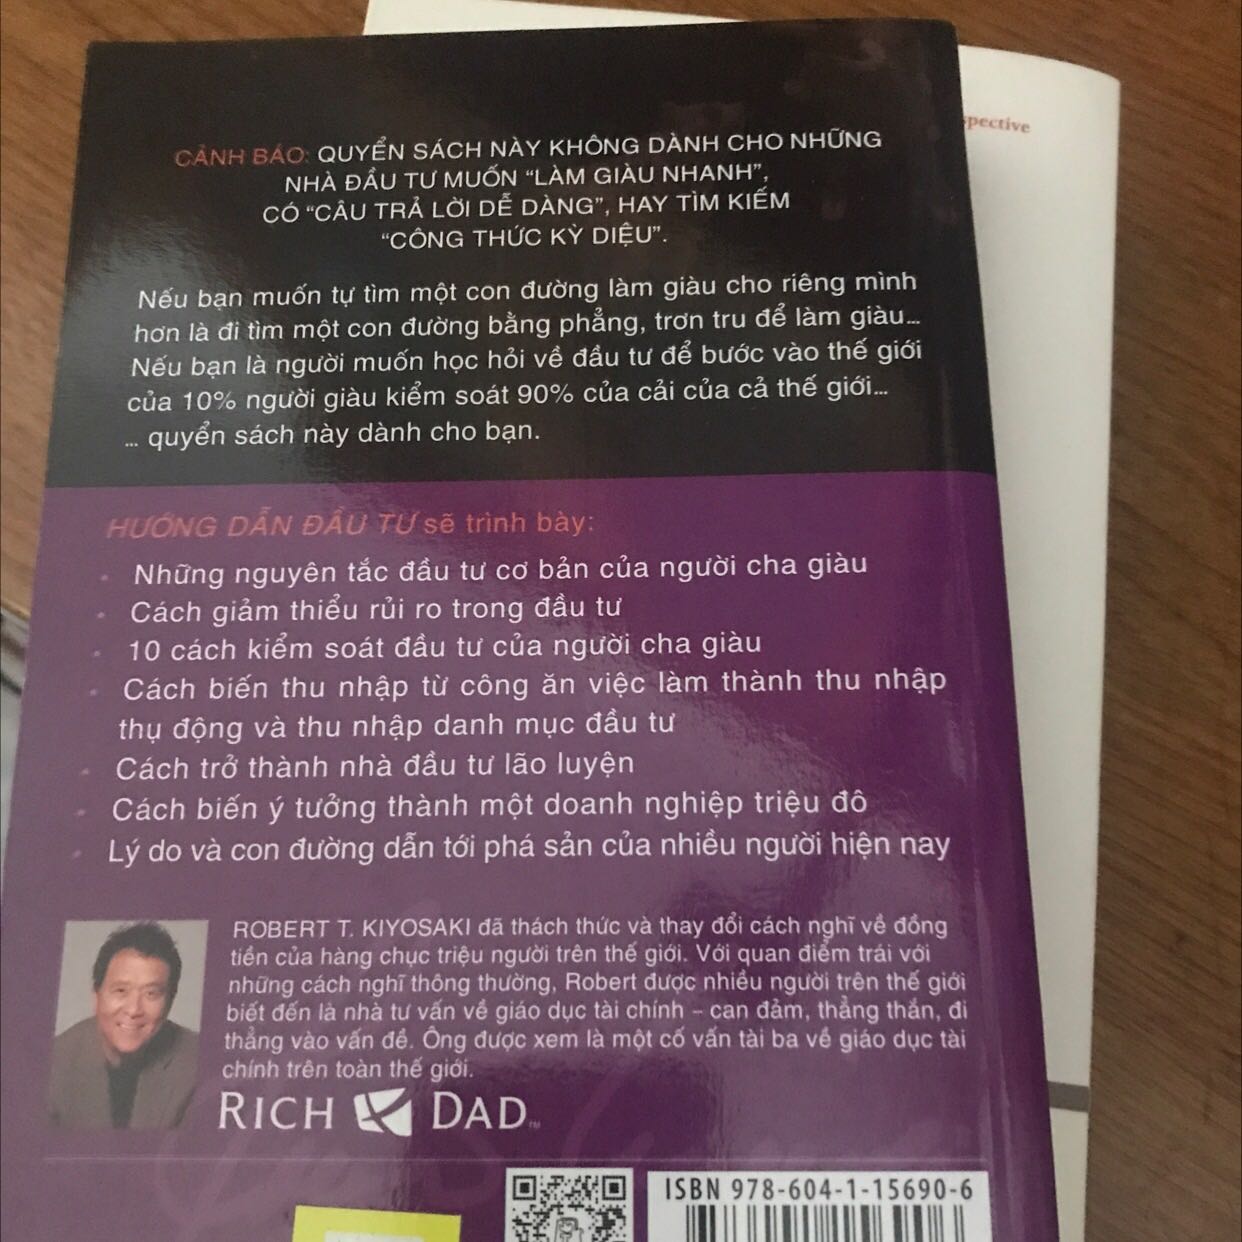 spective
CẢNH BÁO: QUYỂN SÁCH NÀY KHÔNG DÀNH CHO NHỮNG
NHÀ ĐẦU TƯ MUỐN “LÀM GIÀU NHANH”,
CÓ “CÂU TRẢ LỜI DỄ DÀNG”, HAY TÌM KIẾM
“CÔNG THỨC KỲ DIỆU”.
Nếu bạn muốn tự tìm một con đường làm giàu cho riêng mình
hơn là đi tìm một con đường bằng phẳng, trơn tru để làm giàu...
Nếu bạn là người muốn học hỏi về đầu tư để bước vào thế giới
của 10% người giàu kiểm soát 90% của cải của cả thế giới...
... quyển sách này dành cho bạn.
HƯỚNG DẪN ĐẦU TƯ sẽ trình bày:
• Những nguyên tắc đầu tư cơ bản của người cha giàu
• Cách giảm thiểu rủi ro trong đầu tư
• 10 cách kiểm soát đầu tư của người cha giàu
• Cách biến thu nhập từ công ăn việc làm thành thu nhập
thụ động và thu nhập danh mục đầu tư
• Cách trở thành nhà đầu tư lão luyện
• Cách biến ý tưởng thành một doanh nghiệp triệu đô
• Lý do và con đường dẫn tới phá sản của nhiều người hiện nay
ROBERT T. KIYOSAKI đã thách thức và thay đổi cách nghĩ về đồng
tiền của hàng chục triệu người trên thế giới. Với quan điểm trái với
những cách nghĩ thông thường, Robert được nhiều người trên thế giới
biết đến là nhà tư vấn về giáo dục tài chính – can đảm, thẳng thắn, đi
thẳng vào vấn đề. Ông được xem là một cố vấn tài ba về giáo dục tài
chính trên toàn thế giới.
RICH DAD™
ISBN 978-604-1-15690-6